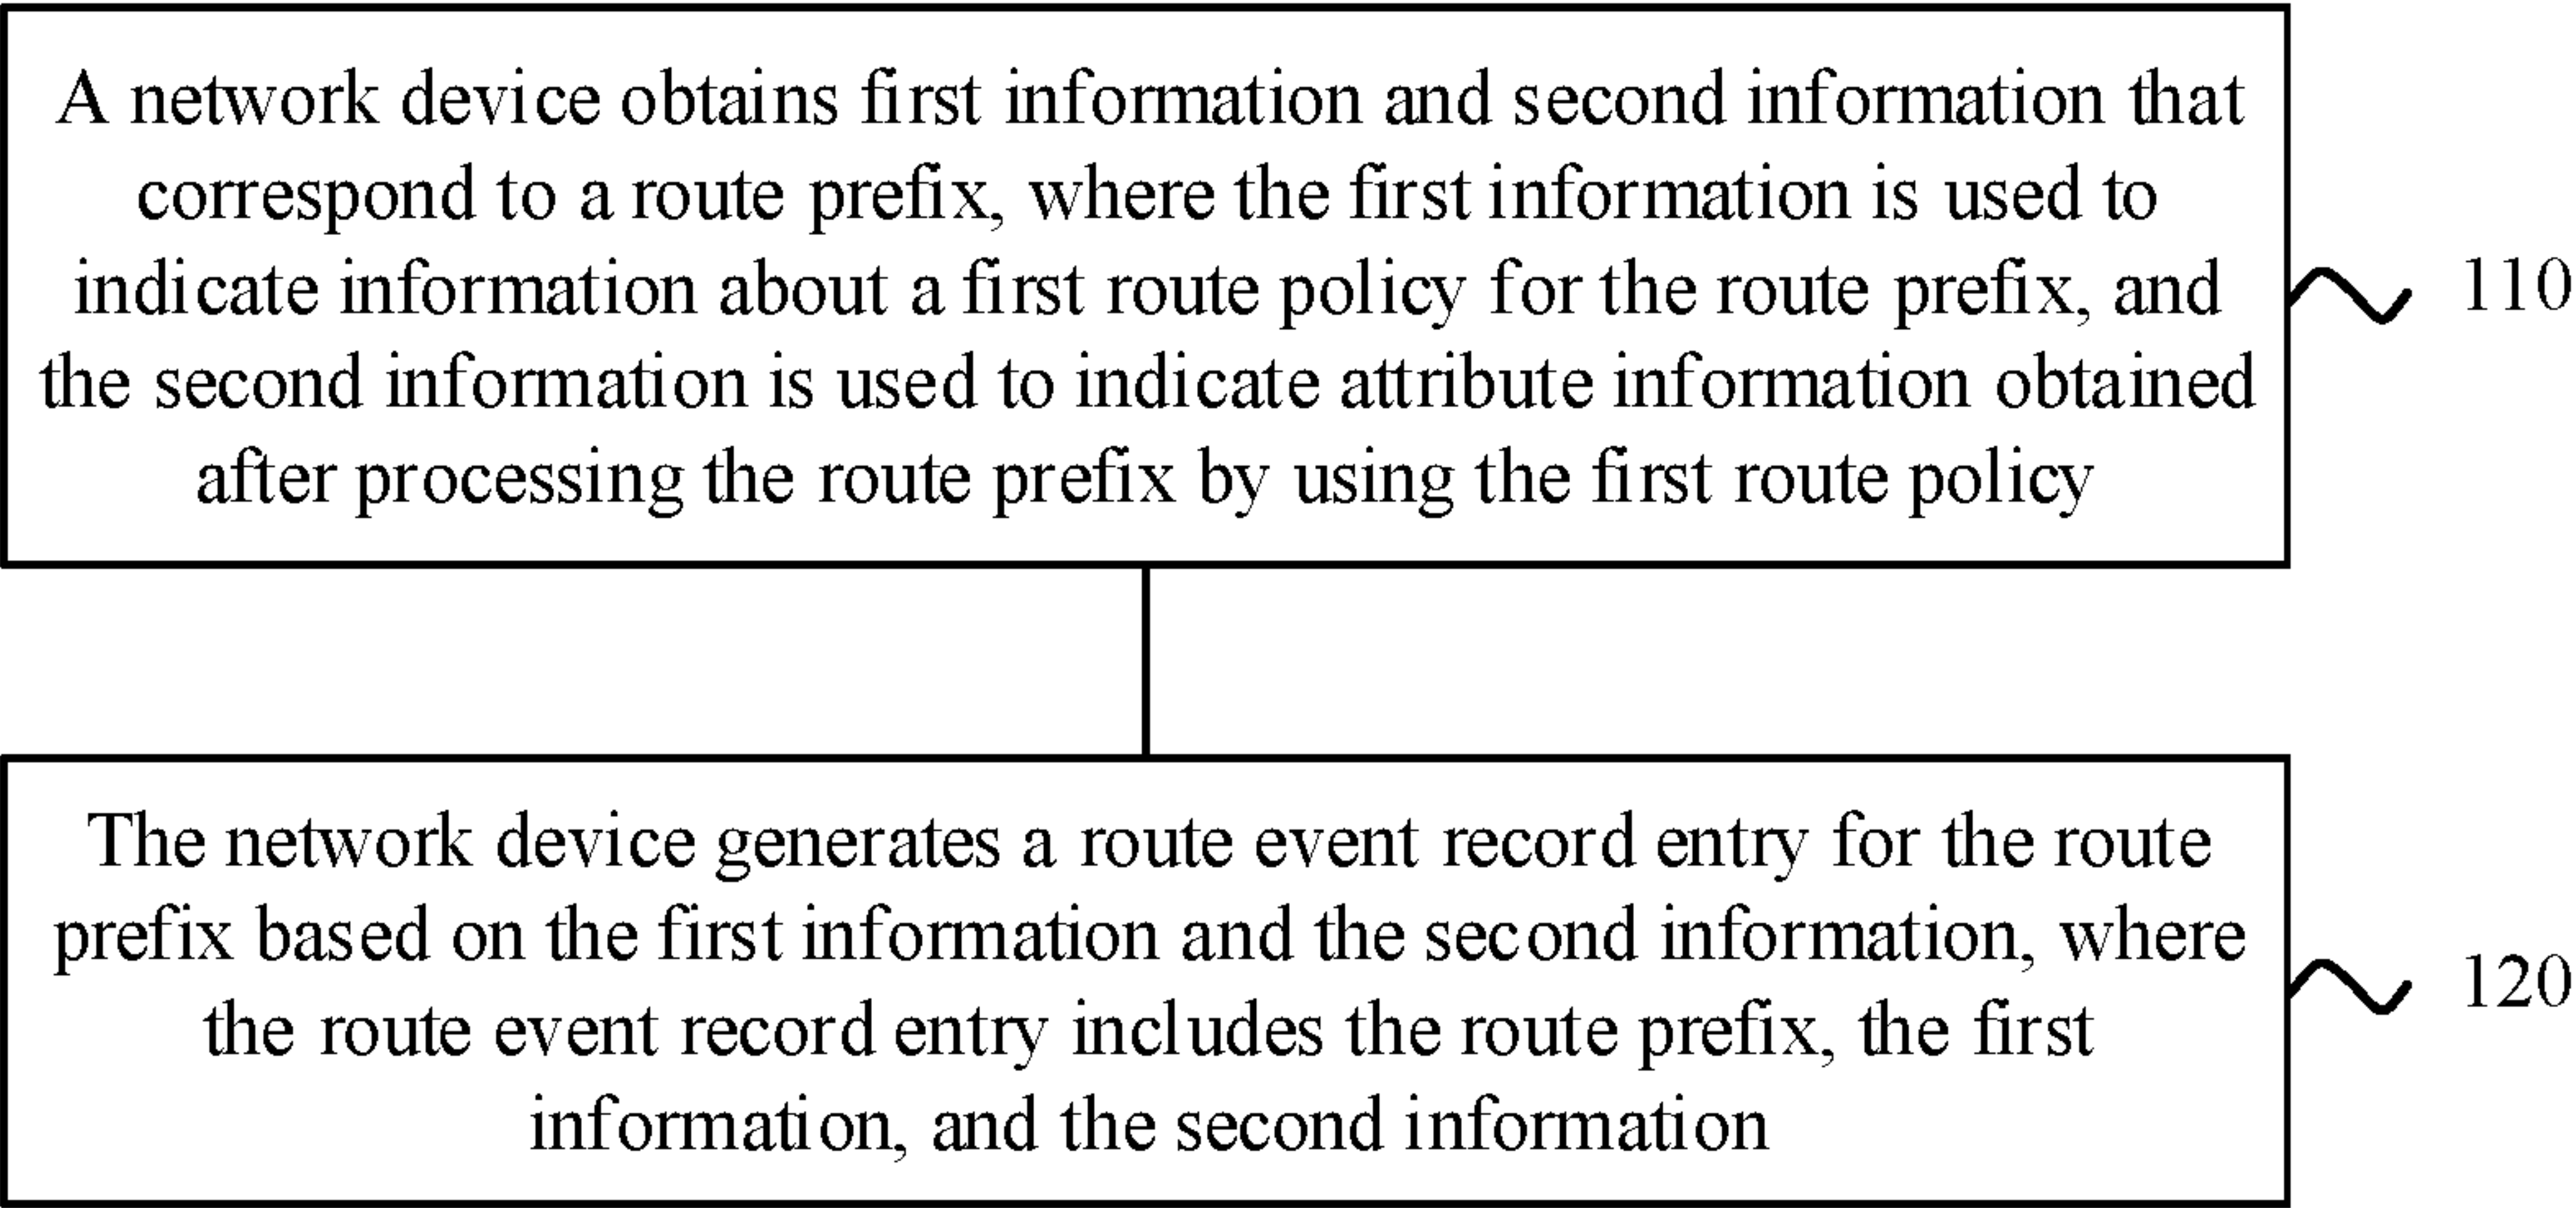 A network device obtains first information and second information that
correspond to a route prefix, where the first information is used to
indicate information about a first route policy for the route prefix, and
the second information is used to indicate attribute information obtained
after processing the route prefix by using the first route policy
110
The network device generates a route event record entry for the route
prefix based on the first information and the second information, where
the route event record entry includes the route prefix, the first
information, and the second information
120